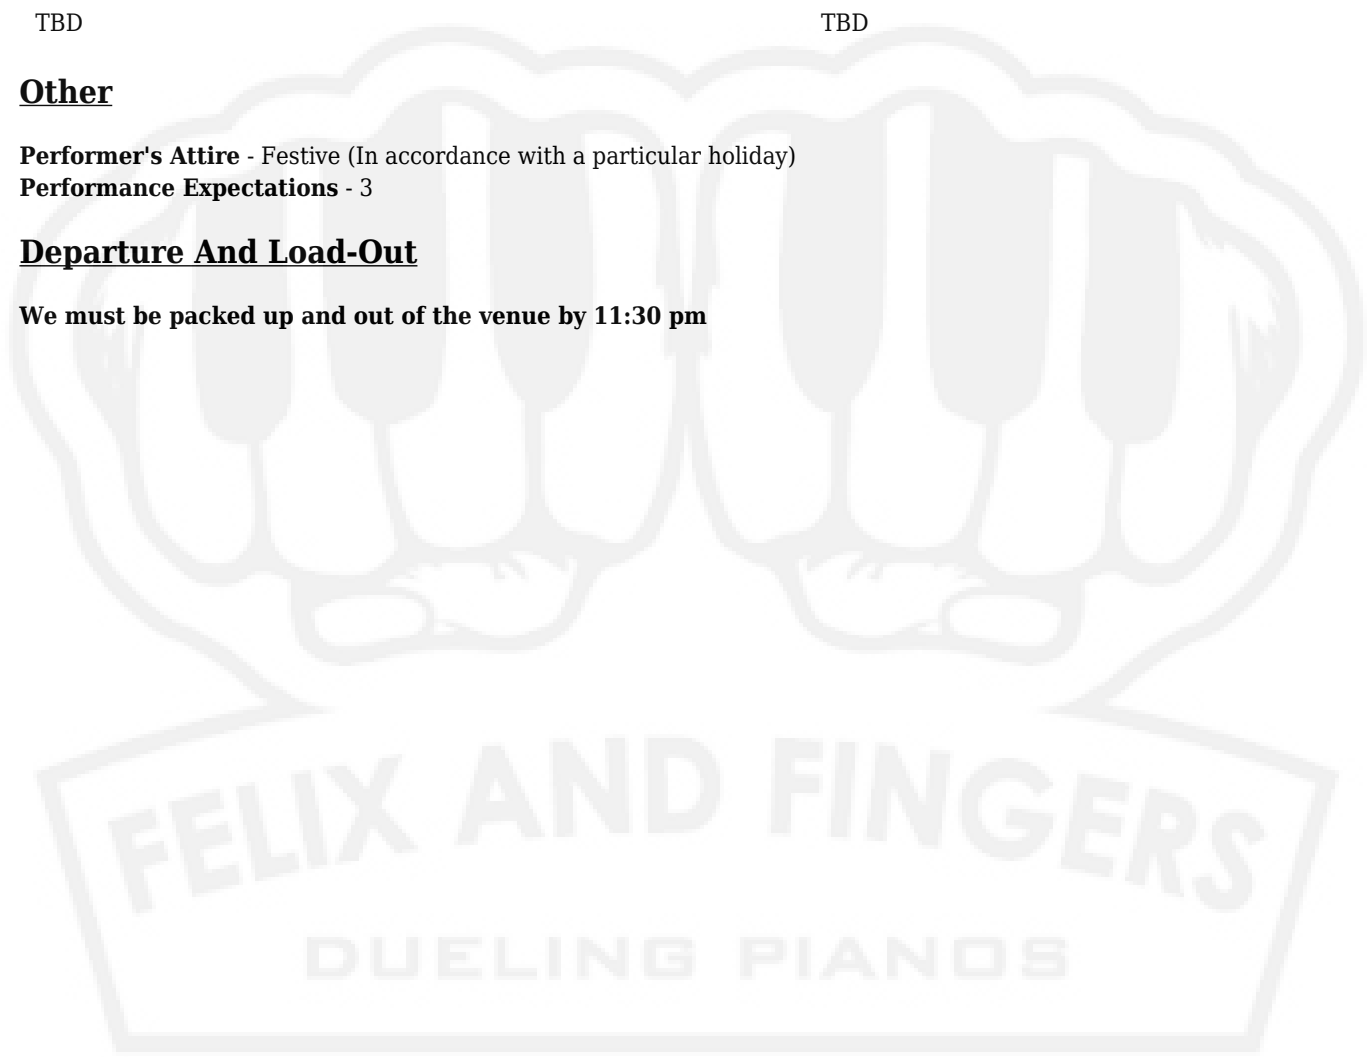 TBD TBD
Other
Performer's Attire - Festive (In accordance with a particular holiday)
Performance Expectations - 3
Departure And Load-Out
We must be packed up and out of the venue by 11:30 pm
FELIX AND FINGERS
DUELING PIANOS